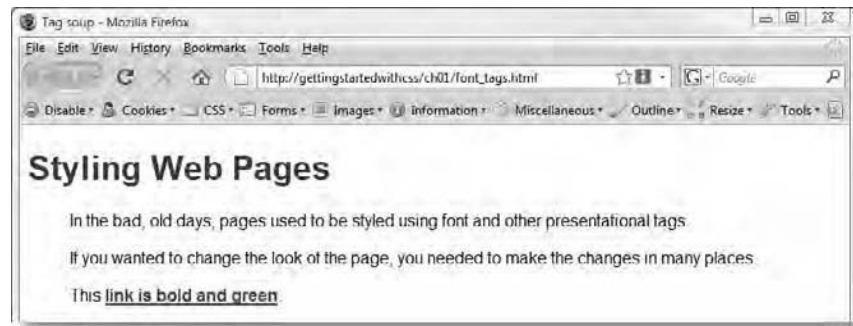 Tag soup - Mozilla Firefox
File Edit View History Bookmarks Tools Help
http://gettingstartedwithcss/ch01/font_tags.html Google
Disable CSS Cookies Forms Images Information Miscellaneous Outline Resize Tools
Styling Web Pages
In the bad, old days, pages used to be styled using font and other presentational tags.
If you wanted to change the look of the page, you needed to make the changes in many places.
This link is bold and green.